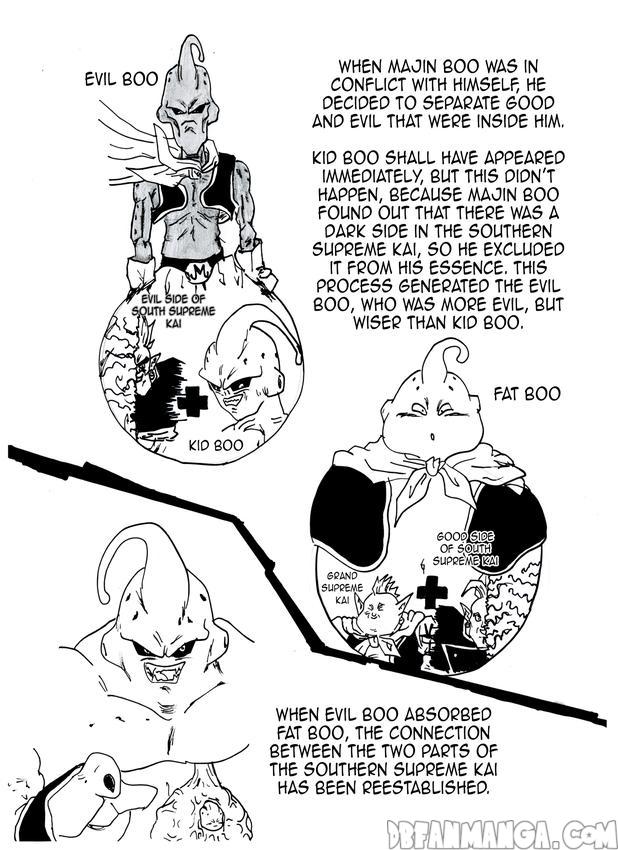 EVIL BOO
WHEN MAJIN BOO WAS IN
CONFLICT WITH HIMSELF, HE
DECIDED TO SEPARATE GOOD
AND EVIL THAT WERE INSIDE HIM.
KID BOO SHALL HAVE APPEARED
IMMEDIATELY, BUT THIS DIDN'T
HAPPEN, BECAUSE MAJIN BOO
FOUND OUT THAT THERE WAS A
DARK SIDE IN THE SOUTHERN
SUPREME KAI, SO HE EXCLUDED
IT FROM HIS ESSENCE. THIS
PROCESS GENERATED THE EVIL
BOO, WHO WAS MORE EVIL, BUT
WISER THAN KID BOO.
M
EVIL SIDE OF
SOUTH SUPREME
KAI
KID BOO
FAT BOO
GOOD SIDE
OF SOUTH
SUPREME KAI
GRAND
SUPREME
KAI
WHEN EVIL BOO ABSORBED
FAT BOO, THE CONNECTION
BETWEEN THE TWO PARTS OF
THE SOUTHERN SUPREME KAI
HAS BEEN REESTABLISHED.
DBFANMANGA.COM